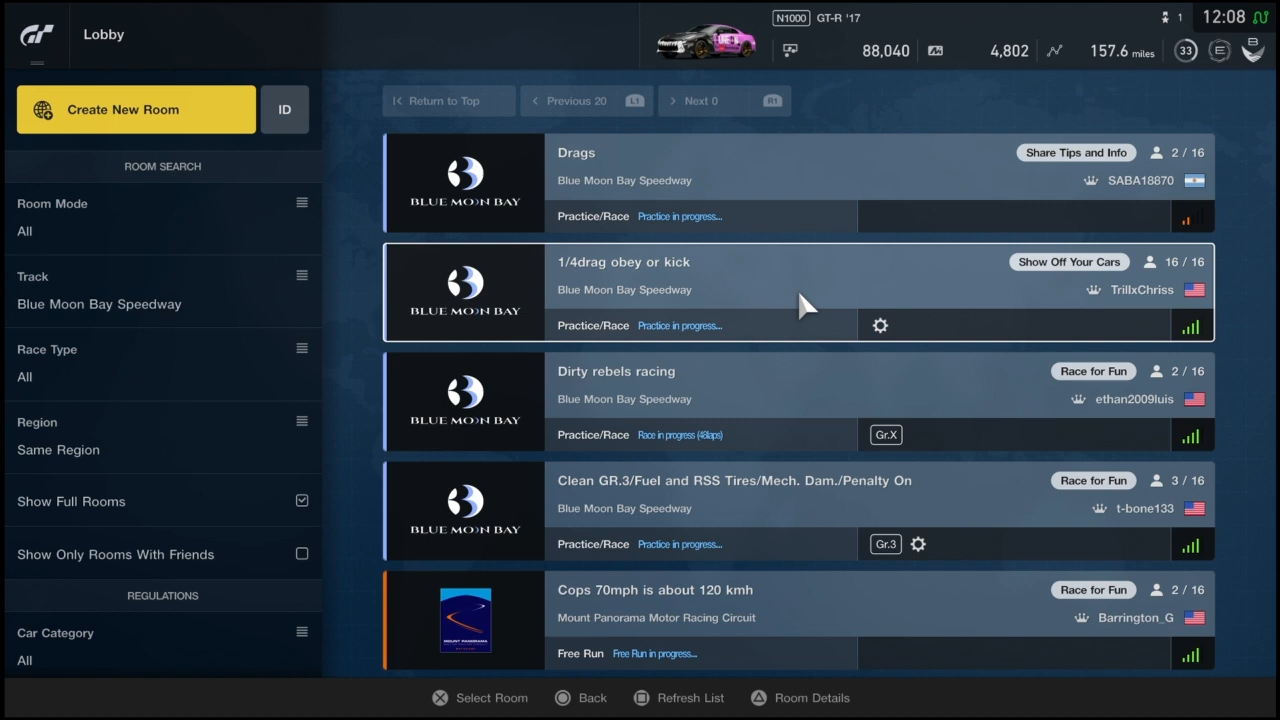 Lobby
N1000 GT-R '17
1
12:08
88,040
4,802
157.6 miles
33
E
B
Create New Room
ID
ROOM SEARCH
Room Mode
All
Track
Blue Moon Bay Speedway
Race Type
All
Region
Same Region
Show Full Rooms
Show Only Rooms With Friends
REGULATIONS
Car Category
All
Return to Top
Previous 20 L1
Next 0 R1
BLUE MOON BAY
Drags
Share Tips and Info
2 / 16
Blue Moon Bay Speedway
SABA18870
Practice/Race Practice in progress...
BLUE MOON BAY
1/4drag obey or kick
Show Off Your Cars
16 / 16
Blue Moon Bay Speedway
TrillxChriss
Practice/Race Practice in progress...
BLUE MOON BAY
Dirty rebels racing
Race for Fun
2 / 16
Blue Moon Bay Speedway
ethan2009luis
Practice/Race Race in progress (48laps)
Gr.X
BLUE MOON BAY
Clean GR.3/Fuel and RSS Tires/Mech. Dam./Penalty On
Race for Fun
3 / 16
Blue Moon Bay Speedway
t-bone133
Practice/Race Practice in progress...
Gr.3
MOUNT PANORAMA
Cops 70mph is about 120 kmh
Race for Fun
2 / 16
Mount Panorama Motor Racing Circuit
Barrington_G
Free Run Free Run in progress...
Select Room
Back
Refresh List
Room Details